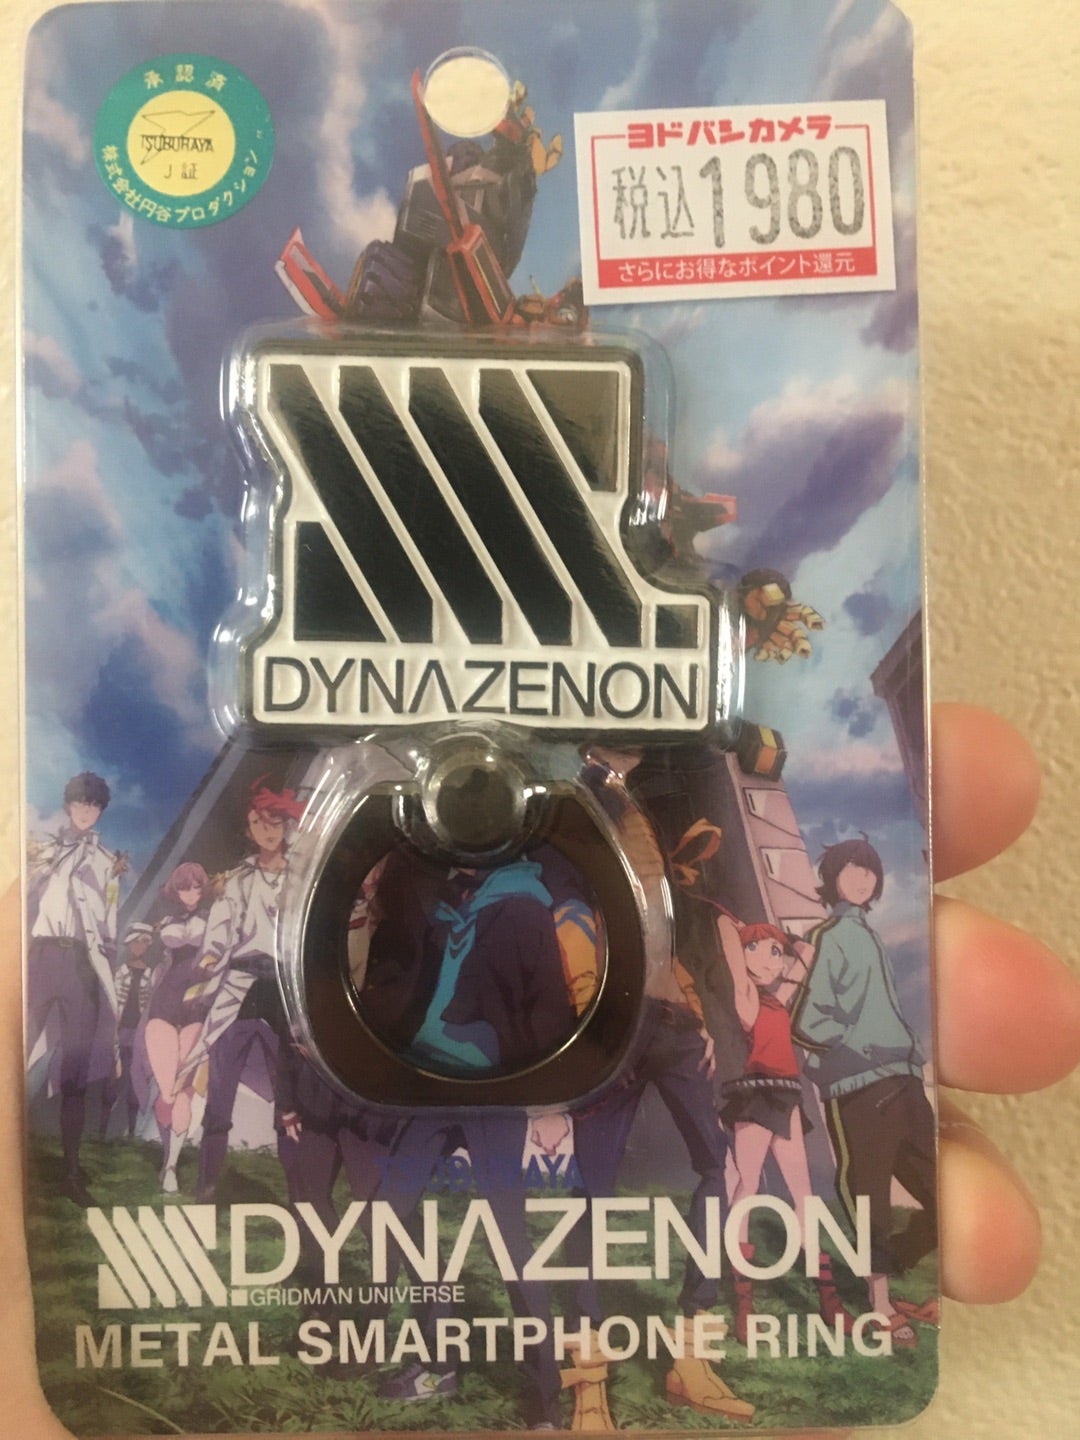 承認済
TSUBURAYA
J 証
株式会社円谷プロダクション
ヨドバシカメラ
税込1980
さらにお得なポイント還元
DYNAZENON
TSUBURAYA
DYNAZENON
GRIDMAN UNIVERSE
METAL SMARTPHONE RING